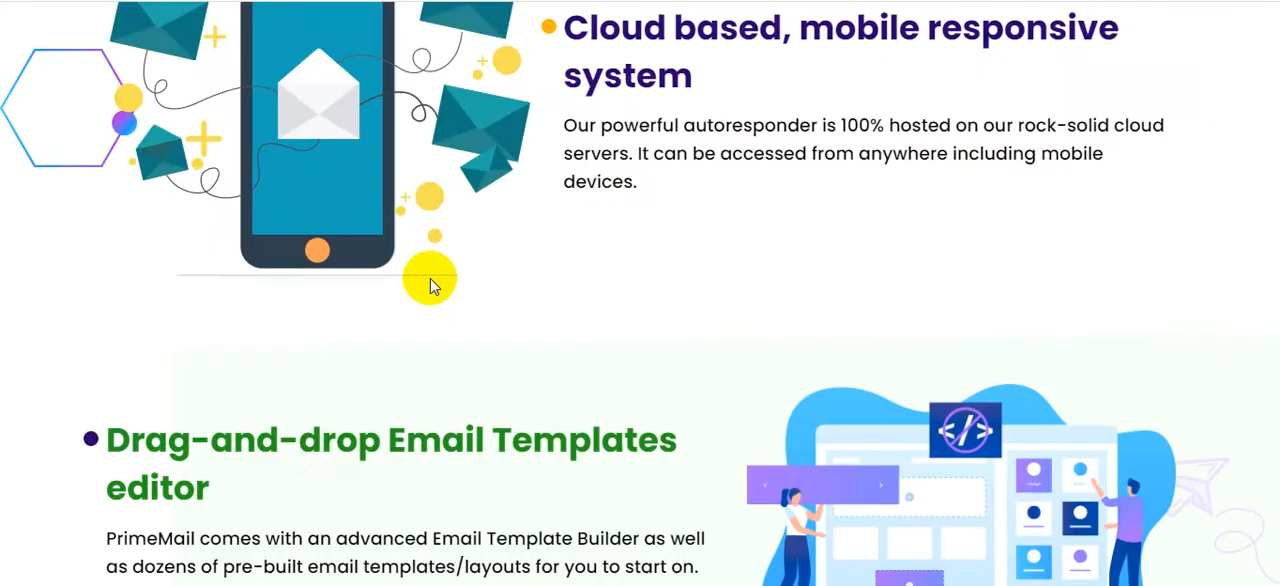 Cloud based, mobile responsive
system
Our powerful autoresponder is 100% hosted on our rock-solid cloud
servers. It can be accessed from anywhere including mobile
devices.
Drag-and-drop Email Templates
editor
PrimeMail comes with an advanced Email Template Builder as well
as dozens of pre-built email templates/layouts for you to start on.